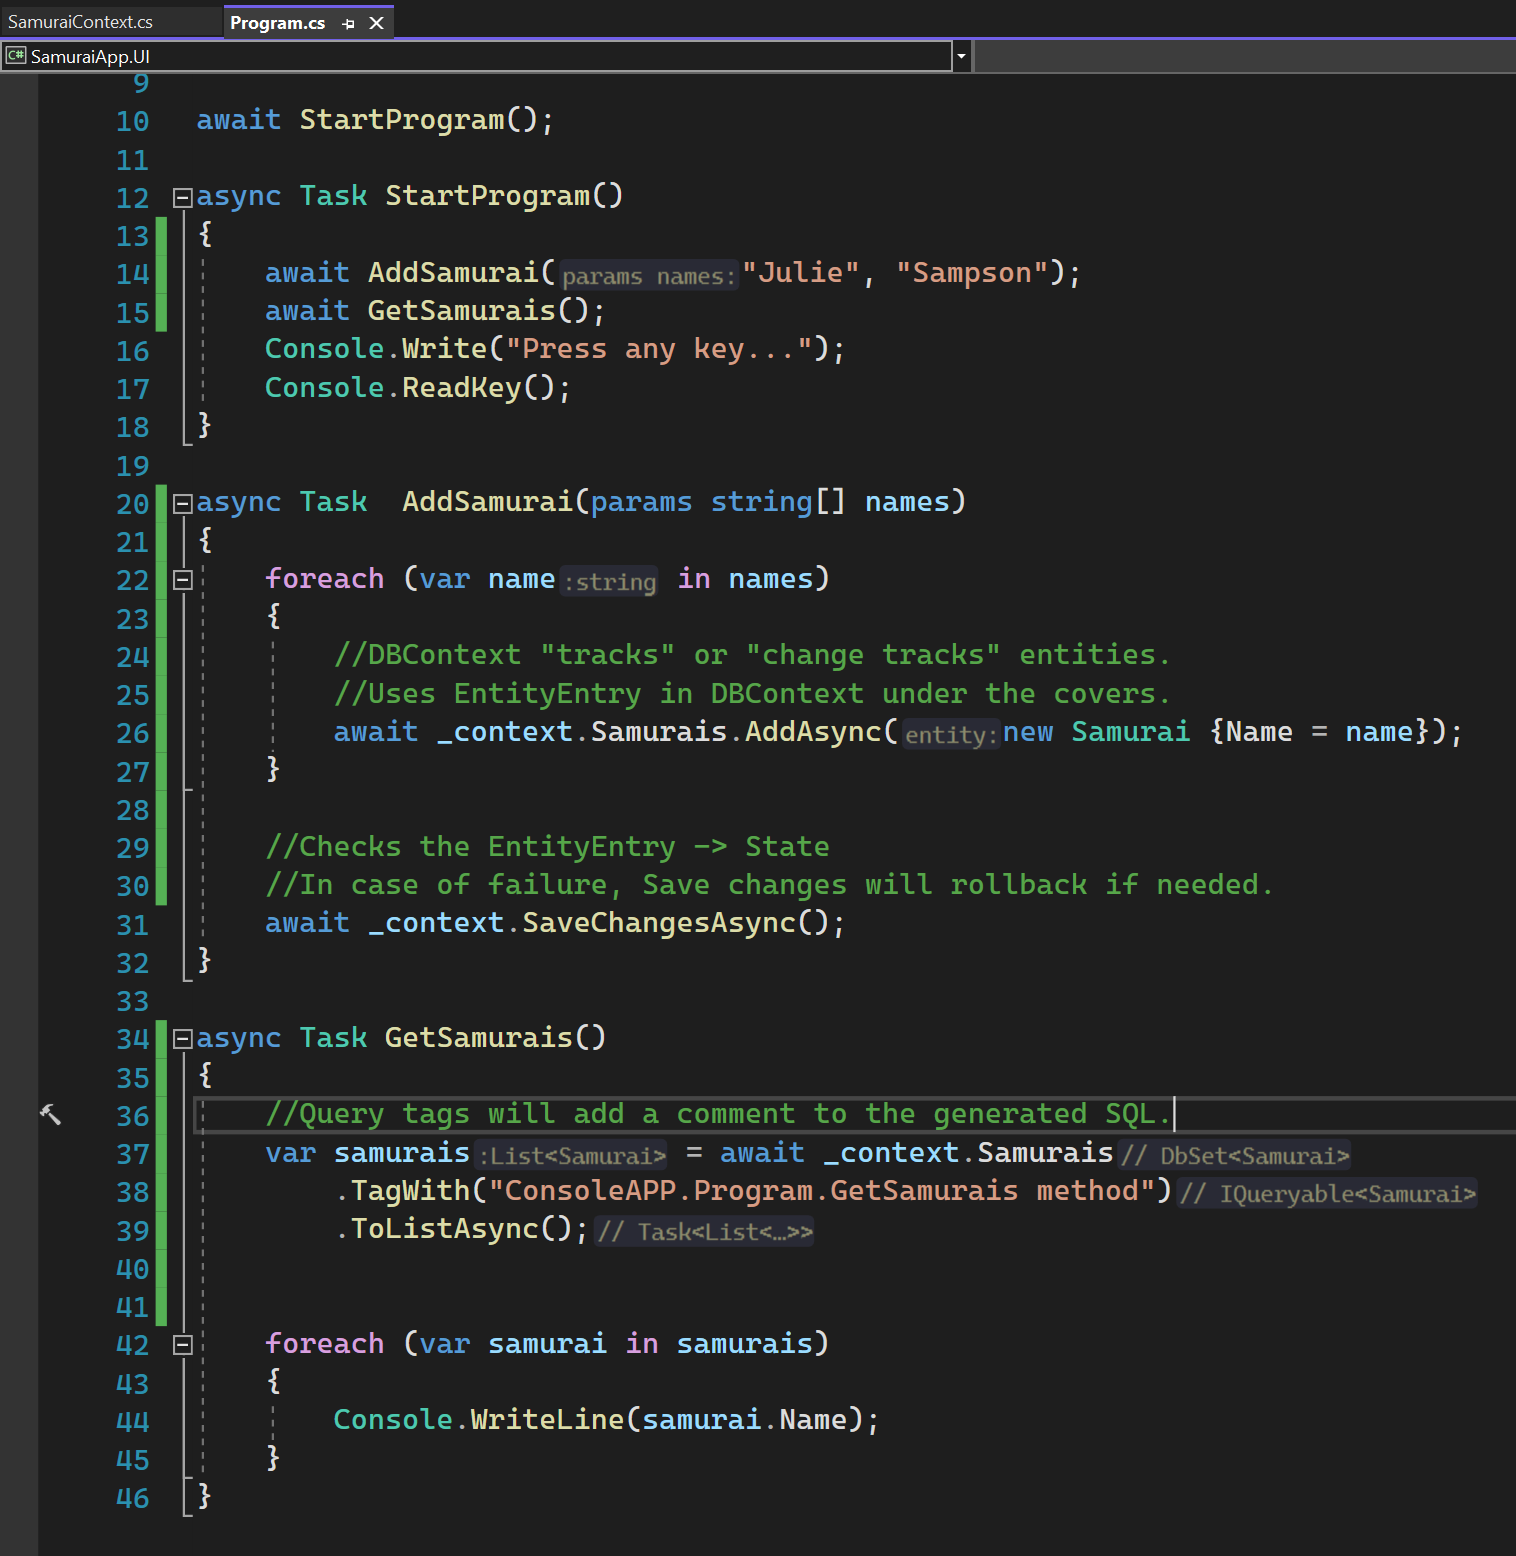 SamuraiContext.cs
Program.cs
C# SamuraiApp.UI
9
10 await StartProgram();
11
12 async Task StartProgram()
13 {
14 await AddSamurai(params names:"Julie", "Sampson");
15 await GetSamurais();
16 Console.Write("Press any key...");
17 Console.ReadKey();
18 }
19
20 async Task  AddSamurai(params string[] names)
21 {
22 foreach (var name:string in names)
23 {
24 //DBContext "tracks" or "change tracks" entities.
25 //Uses EntityEntry in DBContext under the covers.
26 await _context.Samurais.AddAsync(entity:new Samurai {Name = name});
27 }
28
29 //Checks the EntityEntry -> State
30 //In case of failure, Save changes will rollback if needed.
31 await _context.SaveChangesAsync();
32 }
33
34 async Task GetSamurais()
35 {
36 //Query tags will add a comment to the generated SQL.
37 var samurais:List<Samurai> = await _context.Samurais // DbSet<Samurai>
38 .TagWith("ConsoleAPP.Program.GetSamurais method") // IQueryable<Samurai>
39 .ToListAsync(); // Task<List<…>>
40
41
42 foreach (var samurai in samurais)
43 {
44 Console.WriteLine(samurai.Name);
45 }
46 }